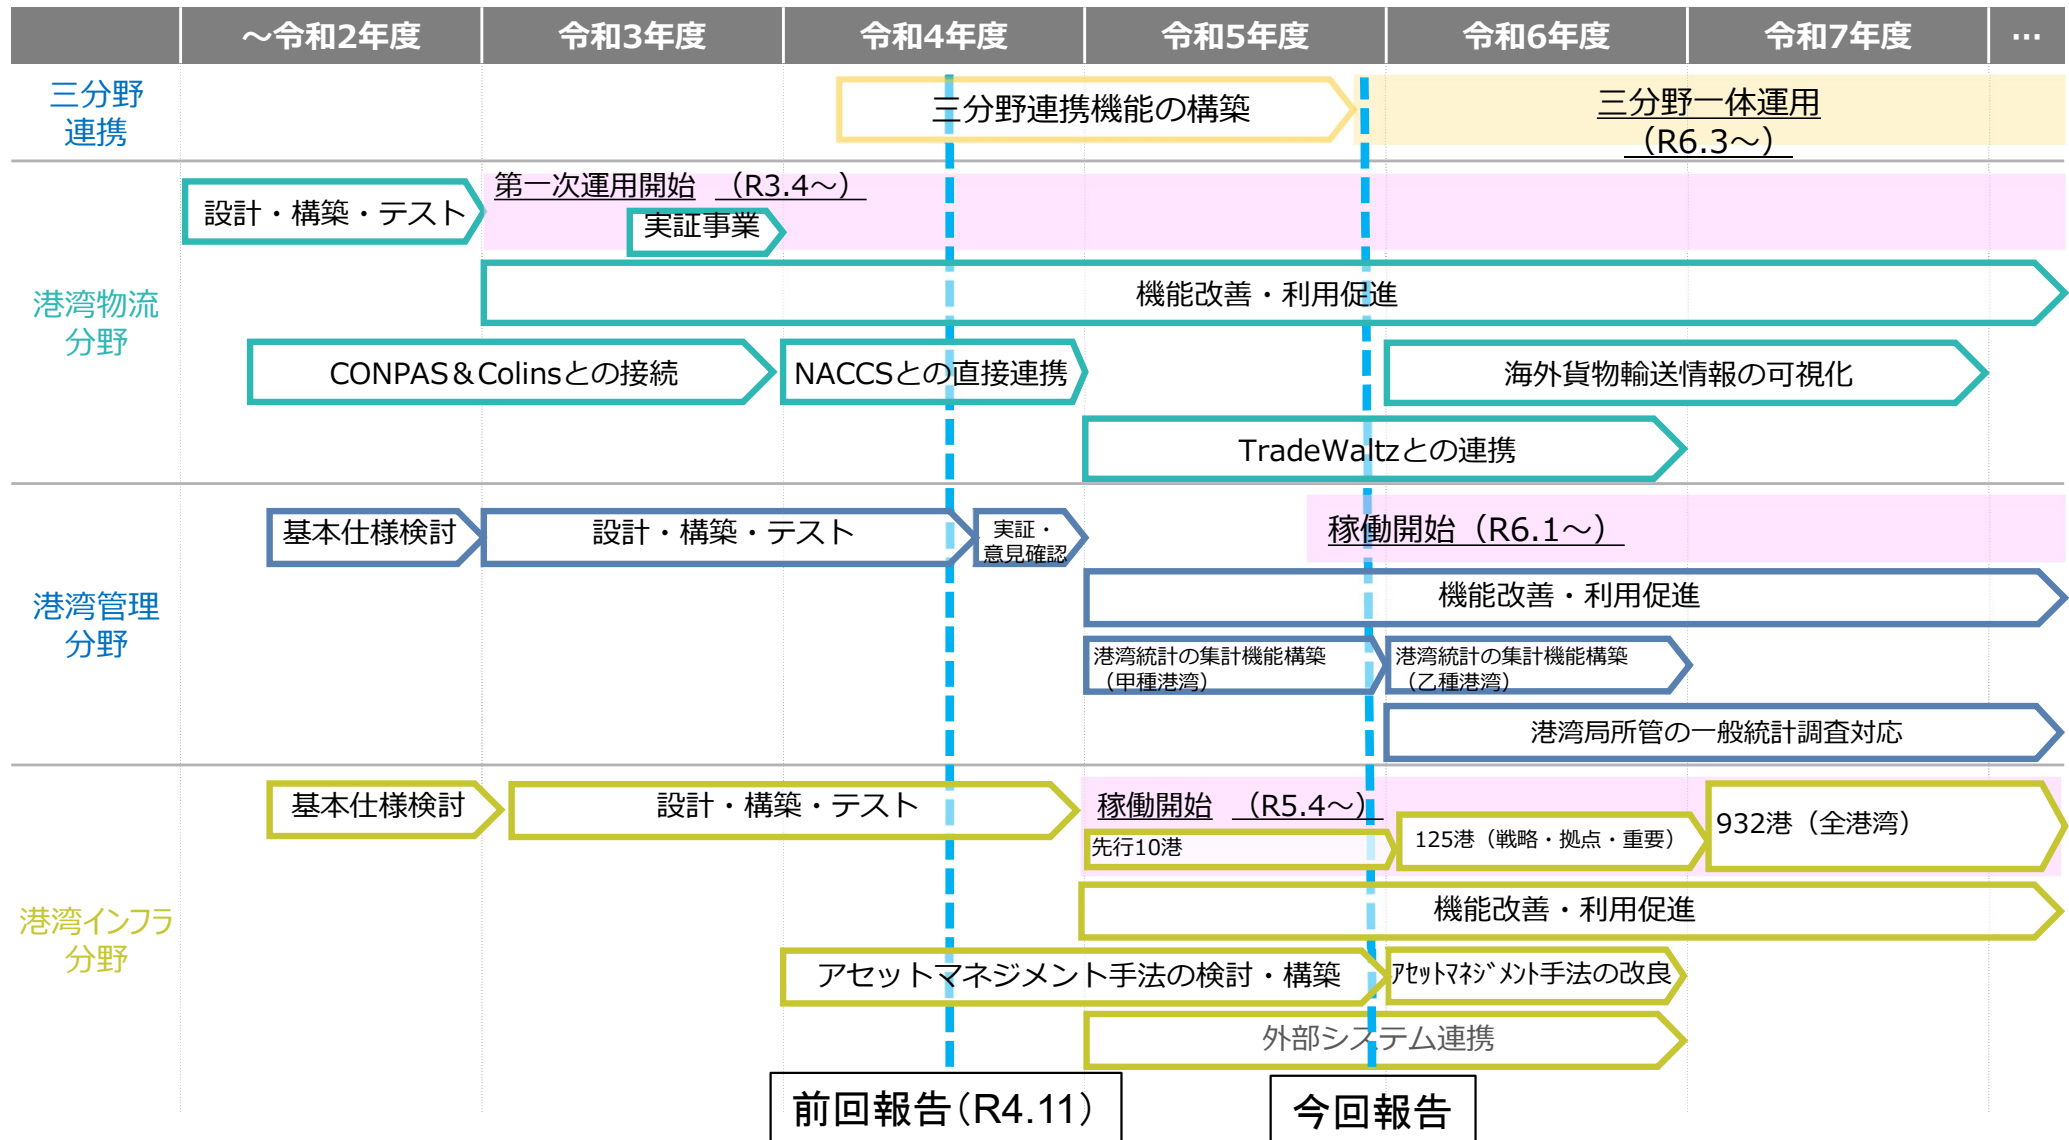 ～令和2年度
令和3年度
令和4年度
令和5年度
令和6年度
令和7年度
…
三分野
連携
三分野連携機能の構築
三分野一体運用
（R6.3～）
港湾物流
分野
設計・構築・テスト
第一次運用開始 （R3.4～）
実証事業
機能改善・利用促進
CONPAS＆Colinsとの接続
NACCSとの直接連携
海外貨物輸送情報の可視化
TradeWaltzとの連携
港湾管理
分野
基本仕様検討
設計・構築・テスト
実証・
意見確認
稼働開始（R6.1～）
機能改善・利用促進
港湾統計の集計機能構築
（甲種港湾）
港湾統計の集計機能構築
（乙種港湾）
港湾局所管の一般統計調査対応
港湾インフラ
分野
基本仕様検討
設計・構築・テスト
稼働開始 （R5.4～）
先行10港
125港（戦略・拠点・重要）
932港（全港湾）
機能改善・利用促進
アセットマネジメント手法の検討・構築
ｱｾｯﾄﾏﾈｼﾞﾒﾝﾄ手法の改良
外部システム連携
前回報告（R4.11）
今回報告